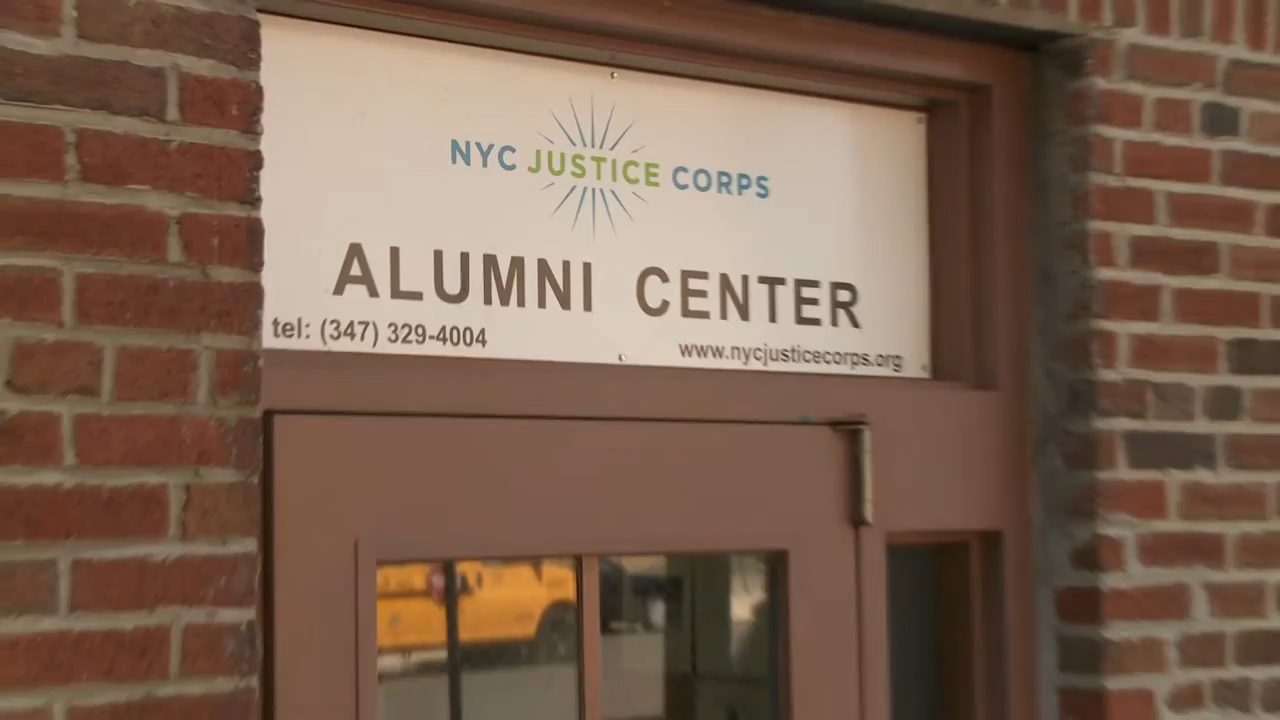 NYC JUSTICE CORPS
ALUMNI CENTER
tel: (347) 329-4004
www.nycjusticecorps.org